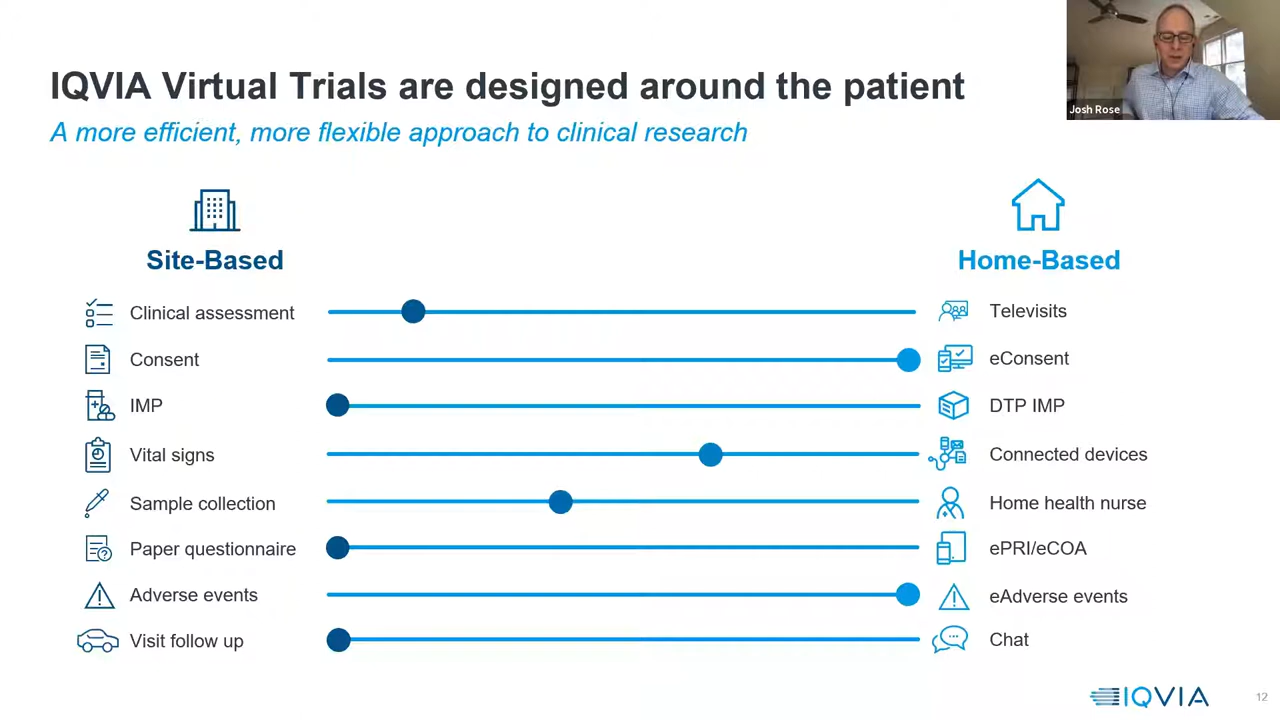 IQVIA Virtual Trials are designed around the patient
A more efficient, more flexible approach to clinical research
Josh Rose
Site-Based
Home-Based
Clinical assessment
Televisits
Consent
eConsent
IMP
DTP IMP
Vital signs
Connected devices
Sample collection
Home health nurse
Paper questionnaire
ePRI/eCOA
Adverse events
eAdverse events
Visit follow up
Chat
IQVIA
12